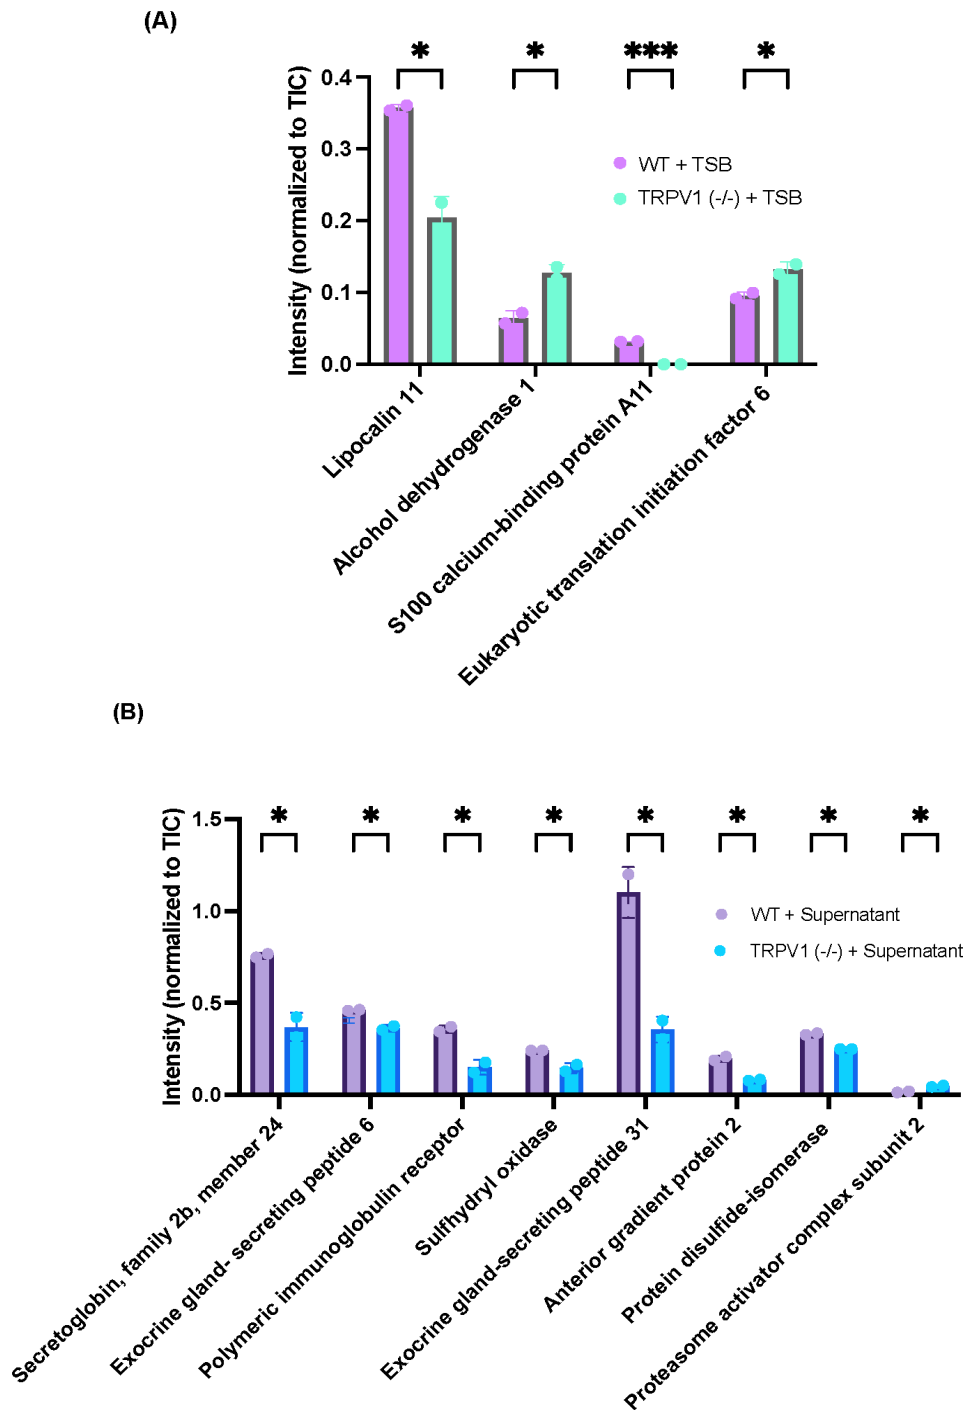 (A)
* * *** *
Intensity (normalized to TIC)
0.4
0.3
0.2
0.1
0.0
WT + TSB
TRPV1 (-/-) + TSB
Lipocalin 11
Alcohol dehydrogenase 1
S100 calcium-binding protein A11
Eukaryotic translation initiation factor 6
(B)
* * * * * * * *
Intensity (normalized to TIC)
1.5
1.0
0.5
0.0
WT + Supernatant
TRPV1 (-/-) + Supernatant
Secretoglobin, family 2b, member 24
Exocrine gland- secreting peptide 6
Polymeric immunoglobulin receptor
Sulfhydryl oxidase
Exocrine gland-secreting peptide 31
Anterior gradient protein 2
Protein disulfide-isomerase
Proteasome activator complex subunit 2